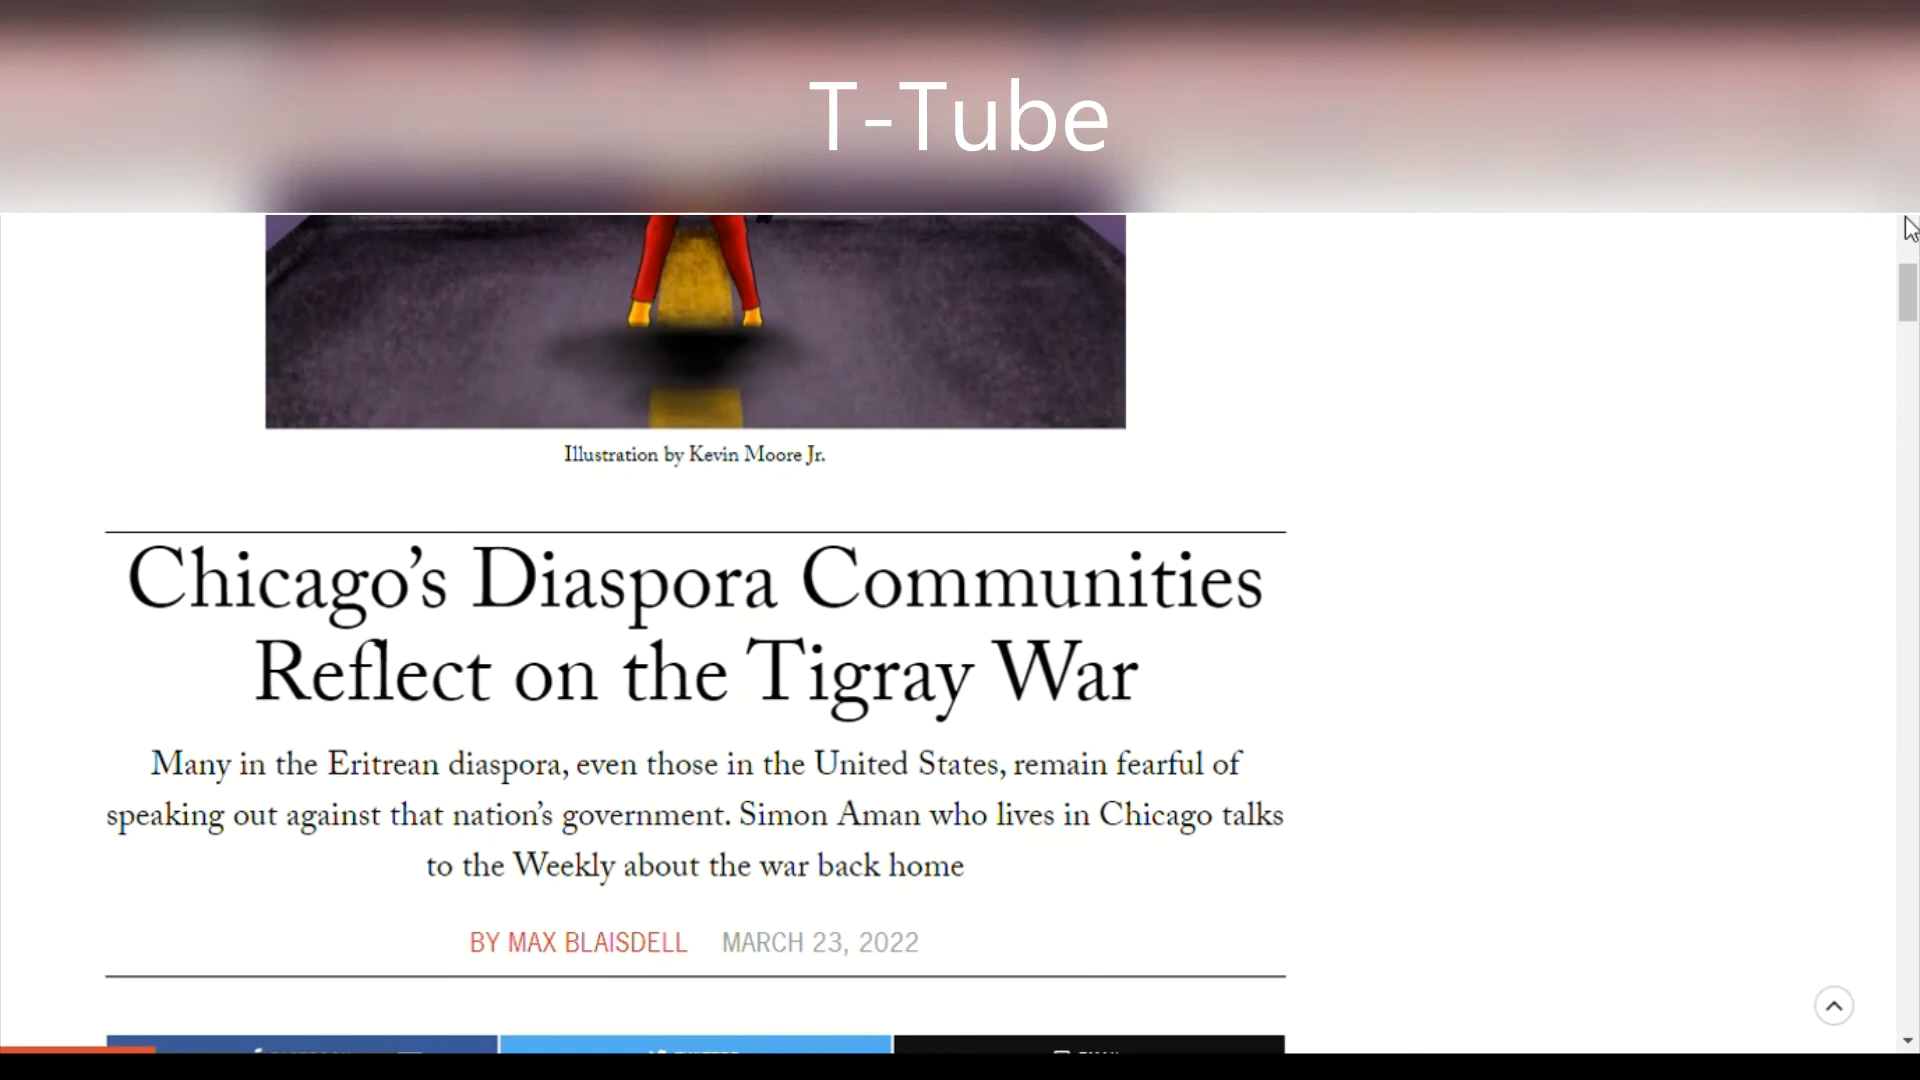 T-Tube
Illustration by Kevin Moore Jr.
Chicago’s Diaspora Communities
Reflect on the Tigray War
Many in the Eritrean diaspora, even those in the United States, remain fearful of
speaking out against that nation’s government. Simon Aman who lives in Chicago talks
to the Weekly about the war back home
BY MAX BLAISDELL MARCH 23, 2022